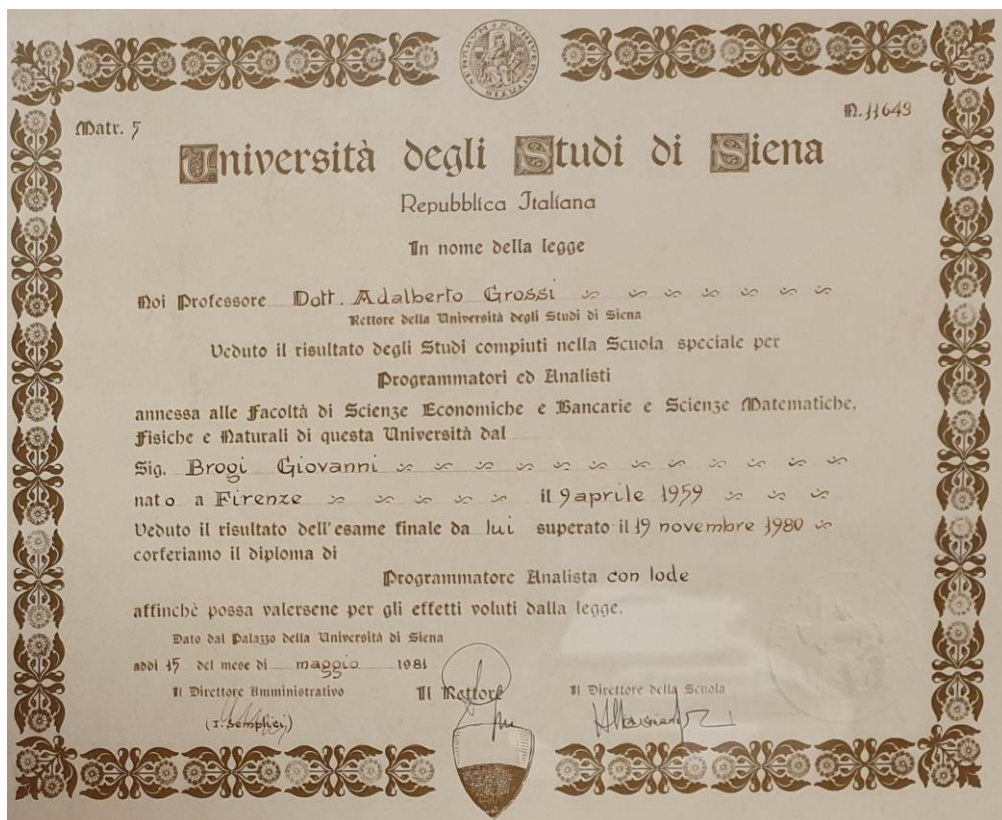 Matr. 5
N. 11643
Università degli Studi di Siena
Repubblica Italiana
In nome della legge
Noi Professore Dott. Adalberto Grossi
Rettore della Università degli Studi di Siena
Veduto il risultato degli Studi compiuti nella Scuola speciale per
Programmatori ed Analisti
annessa alle Facoltà di Scienze Economiche e Bancarie e Scienze Matematiche,
Fisiche e Naturali di questa Università dal
Sig. Brogi Giovanni
nato a Firenze il 9 aprile 1959
Veduto il risultato dell'esame finale da lui superato il 19 novembre 1980
corferiamo il diploma di
Programmatore Analista con lode
affinchè possa valersene per gli effetti voluti dalla legge.
Dato dal Palazzo della Università di Siena
addì 15 del mese di maggio 1981
Il Direttore Amministrativo Il Rettore Il Direttore della Scuola
(I. Semplici)